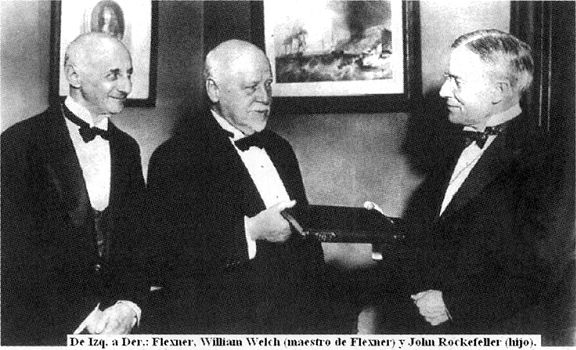 De Izq. a Der.: Flexner, William Welch (maestro de Flexner) y John Rockefeller (hijo).